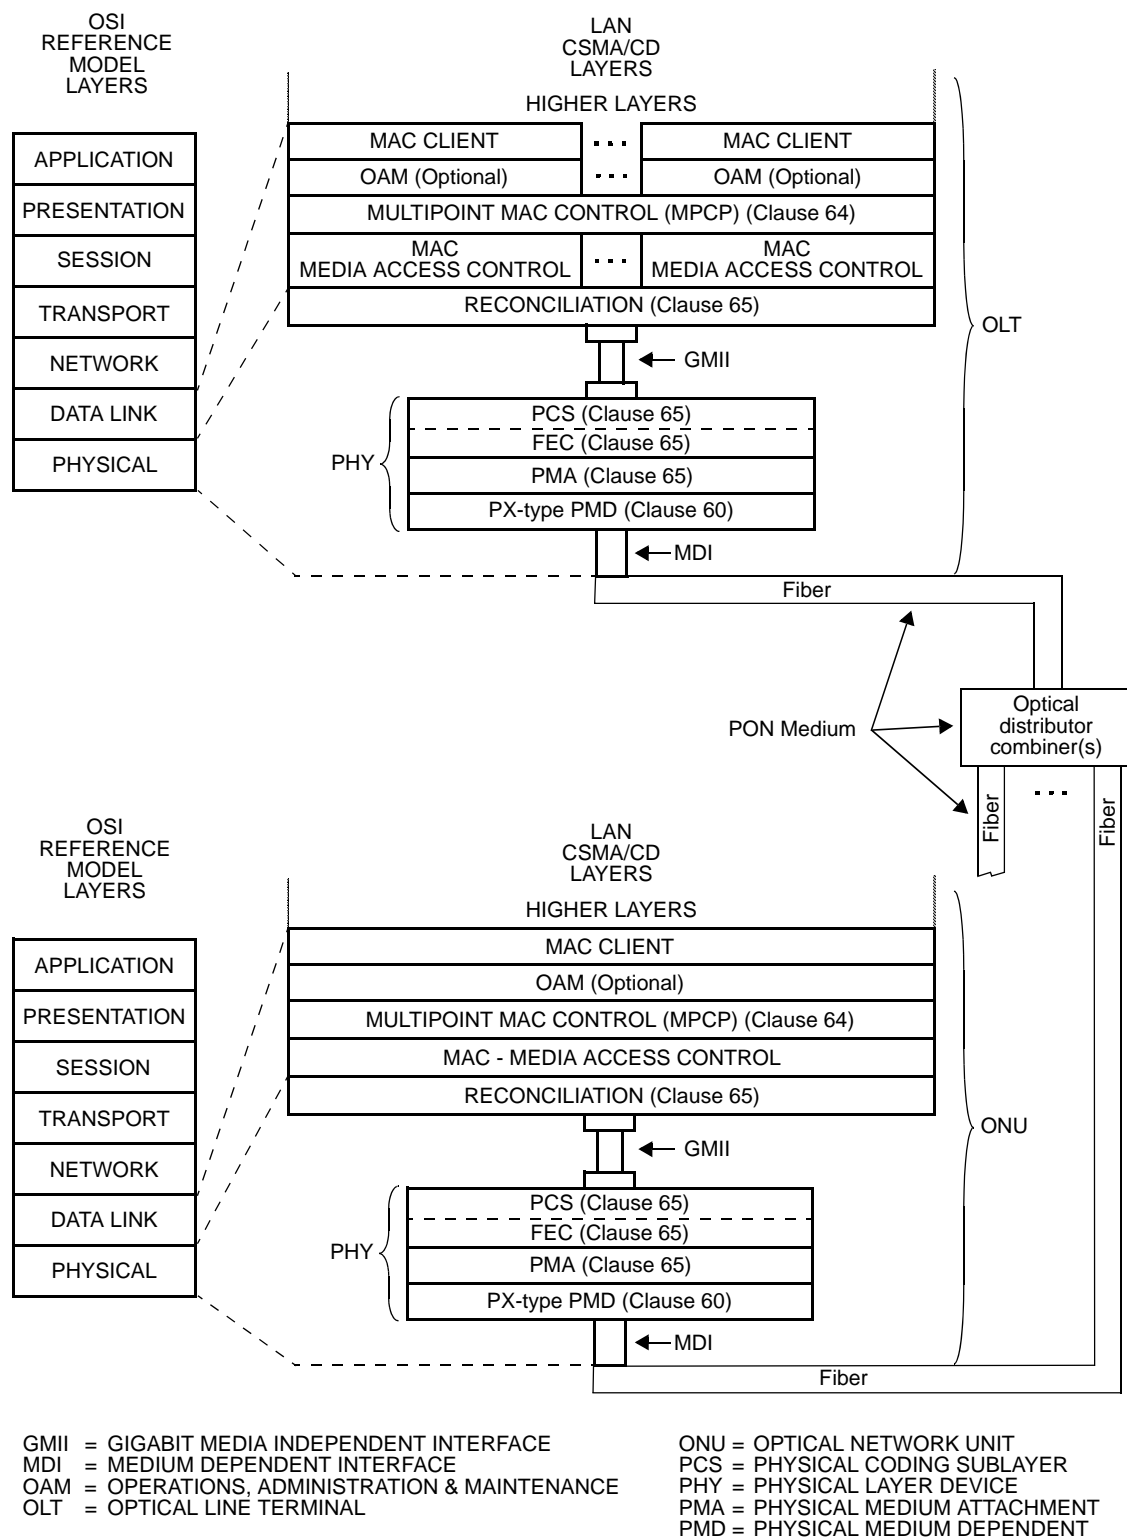 OSI
REFERENCE
MODEL
LAYERS
LAN
CSMA/CD
LAYERS
HIGHER LAYERS
APPLICATION
PRESENTATION
SESSION
TRANSPORT
NETWORK
DATA LINK
PHYSICAL
MAC CLIENT
...
MAC CLIENT
OAM (Optional)
...
OAM (Optional)
MULTIPOINT MAC CONTROL (MPCP) (Clause 64)
MAC
MEDIA ACCESS CONTROL
...
MAC
MEDIA ACCESS CONTROL
RECONCILIATION (Clause 65)
OLT
GMII
PHY
PCS (Clause 65)
FEC (Clause 65)
PMA (Clause 65)
PX-type PMD (Clause 60)
MDI
Fiber
PON Medium
Optical
distributor
combiner(s)
Fiber
...
Fiber
OSI
REFERENCE
MODEL
LAYERS
LAN
CSMA/CD
LAYERS
HIGHER LAYERS
APPLICATION
PRESENTATION
SESSION
TRANSPORT
NETWORK
DATA LINK
PHYSICAL
MAC CLIENT
OAM (Optional)
MULTIPOINT MAC CONTROL (MPCP) (Clause 64)
MAC - MEDIA ACCESS CONTROL
RECONCILIATION (Clause 65)
ONU
GMII
PHY
PCS (Clause 65)
FEC (Clause 65)
PMA (Clause 65)
PX-type PMD (Clause 60)
MDI
Fiber
GMII = GIGABIT MEDIA INDEPENDENT INTERFACE
MDI = MEDIUM DEPENDENT INTERFACE
OAM = OPERATIONS, ADMINISTRATION & MAINTENANCE
OLT = OPTICAL LINE TERMINAL
ONU = OPTICAL NETWORK UNIT
PCS = PHYSICAL CODING SUBLAYER
PHY = PHYSICAL LAYER DEVICE
PMA = PHYSICAL MEDIUM ATTACHMENT
PMD = PHYSICAL MEDIUM DEPENDENT